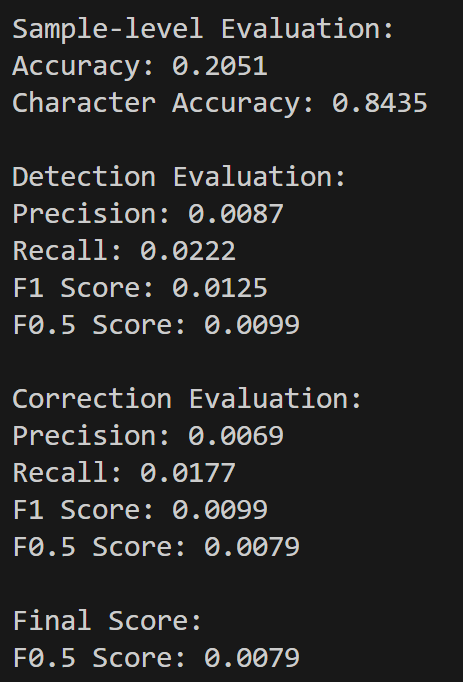 Sample-level Evaluation:
Accuracy: 0.2051
Character Accuracy: 0.8435
Detection Evaluation:
Precision: 0.0087
Recall: 0.0222
F1 Score: 0.0125
F0.5 Score: 0.0099
Correction Evaluation:
Precision: 0.0069
Recall: 0.0177
F1 Score: 0.0099
F0.5 Score: 0.0079
Final Score:
F0.5 Score: 0.0079